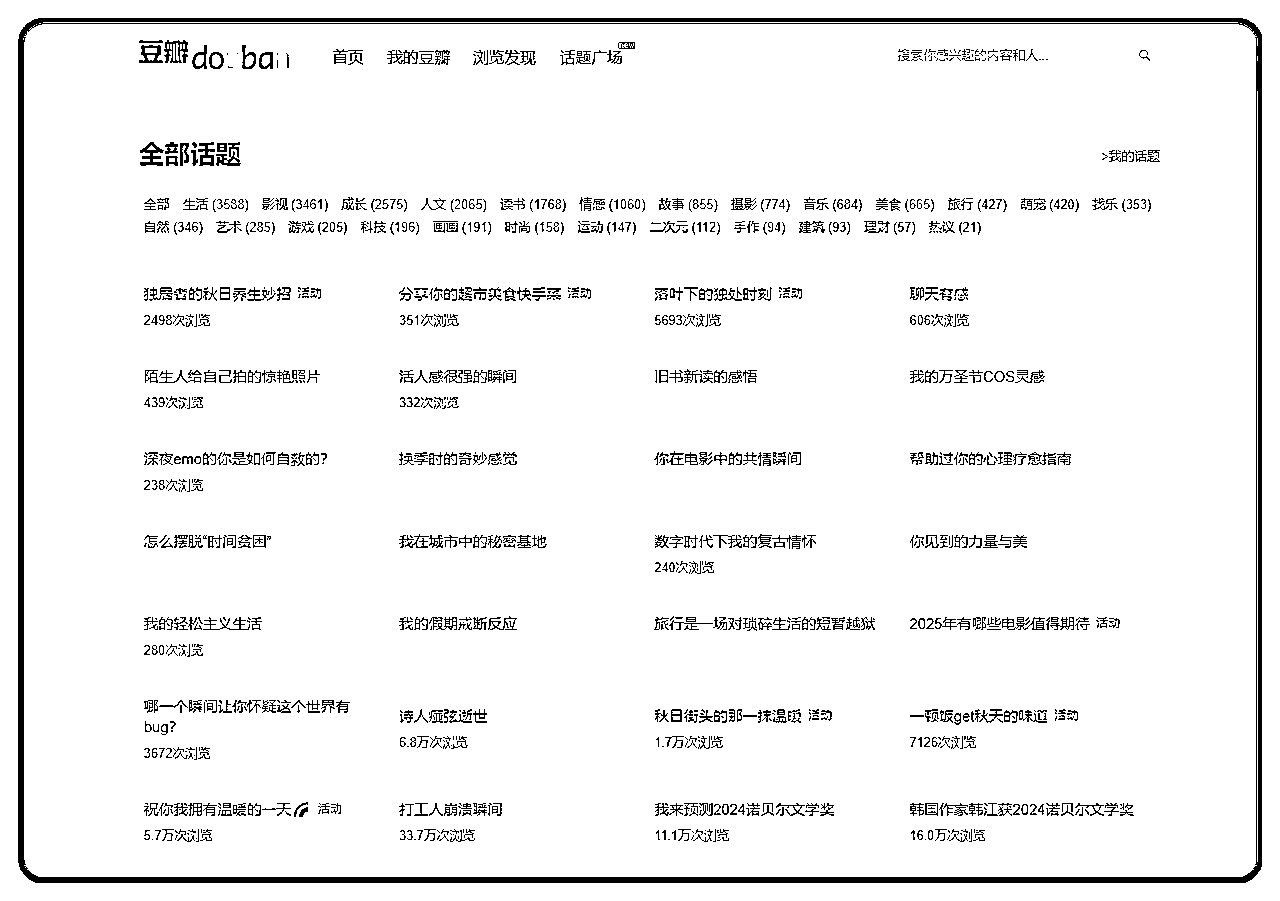 豆瓣douban
首页 我的豆瓣 浏览发现 话题广场 new
搜索你感兴趣的内容和人...
全部话题
>我的话题
全部 生活 (3588) 影视 (3461) 成长 (2575) 人文 (2065) 读书 (1768) 情感 (1060) 故事 (855) 摄影 (774) 音乐 (684) 美食 (665) 旅行 (427) 萌宠 (420) 找乐 (353)
自然 (346) 艺术 (285) 游戏 (205) 科技 (196) 画画 (191) 时尚 (158) 运动 (147) 二次元 (112) 手作 (94) 建筑 (93) 理财 (57) 热议 (21)
独居者的秋日养生妙招 活动 分享你的超市美食快手菜 活动 落叶下的独处时刻 活动 聊天有感
2498次浏览 351次浏览 5693次浏览 606次浏览
陌生人给自己拍的惊艳照片 活人感很强的瞬间 旧书新读的感悟 我的万圣节COS灵感
439次浏览 332次浏览
深夜emo的你是如何自救的? 换季时的奇妙感觉 你在电影中的共情瞬间 帮助过你的心理疗愈指南
238次浏览
怎么摆脱“时间贫困” 我在城市中的秘密基地 数字时代下我的复古情怀 你见到的力量与美
240次浏览
我的轻松主义生活 我的假期戒断反应 旅行是一场对琐碎生活的短暂越狱 2025年有哪些电影值得期待 活动
280次浏览
哪一个瞬间让你怀疑这个世界有
bug?
3672次浏览
诗人痖弦逝世 秋日街头的那一抹温暖 活动 一顿饭get秋天的味道 活动
6.8万次浏览 1.7万次浏览 7126次浏览
祝你我拥有温暖的一天 活动 打工人崩溃瞬间 我来预测2024诺贝尔文学奖 韩国作家韩江获2024诺贝尔文学奖
5.7万次浏览 33.7万次浏览 11.1万次浏览 16.0万次浏览